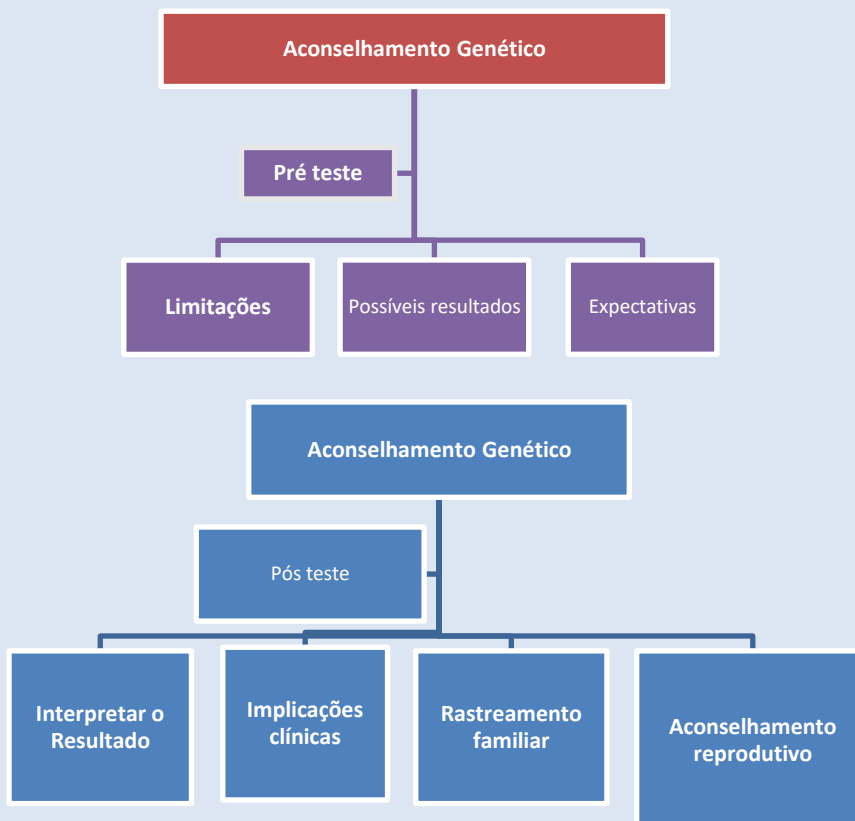 Aconselhamento Genético
Pré teste
Limitações
Possíveis resultados
Expectativas
Aconselhamento Genético
Pós teste
Interpretar o
Resultado
Implicações
clínicas
Rastreamento
familiar
Aconselhamento
reprodutivo